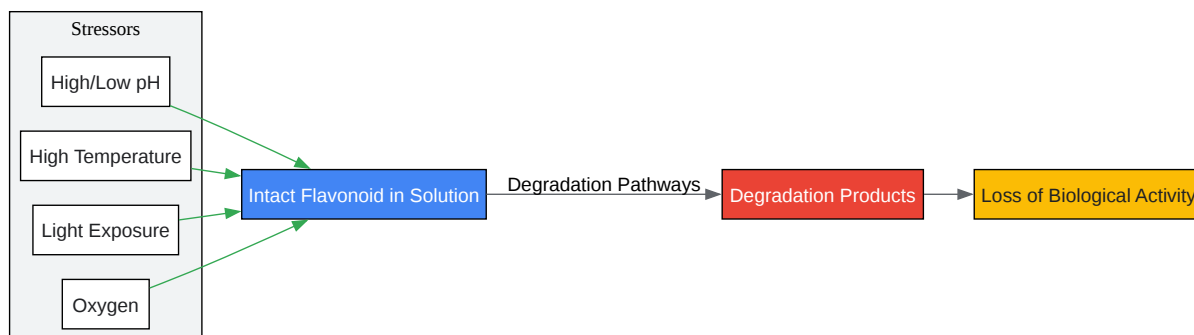 Stressors
High/Low pH
High Temperature
Light Exposure
Oxygen
Intact Flavonoid in Solution
Degradation Pathways
Degradation Products
Loss of Biological Activity